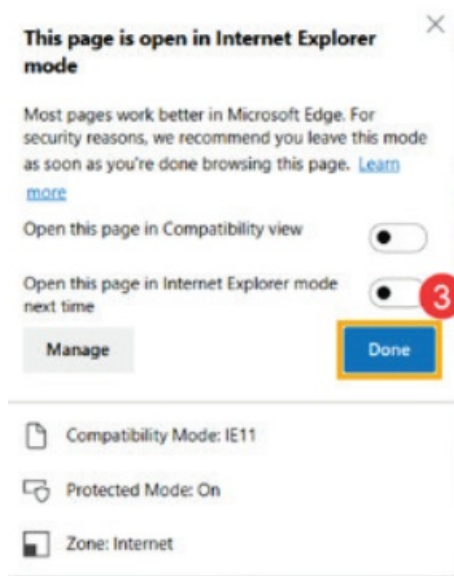 This page is open in Internet Explorer
mode
Most pages work better in Microsoft Edge. For
security reasons, we recommend you leave this mode
as soon as you're done browsing this page. Learn
more
Open this page in Compatibility view
Open this page in Internet Explorer mode
next time
3
Manage
Done
Compatibility Mode: IE11
Protected Mode: On
Zone: Internet